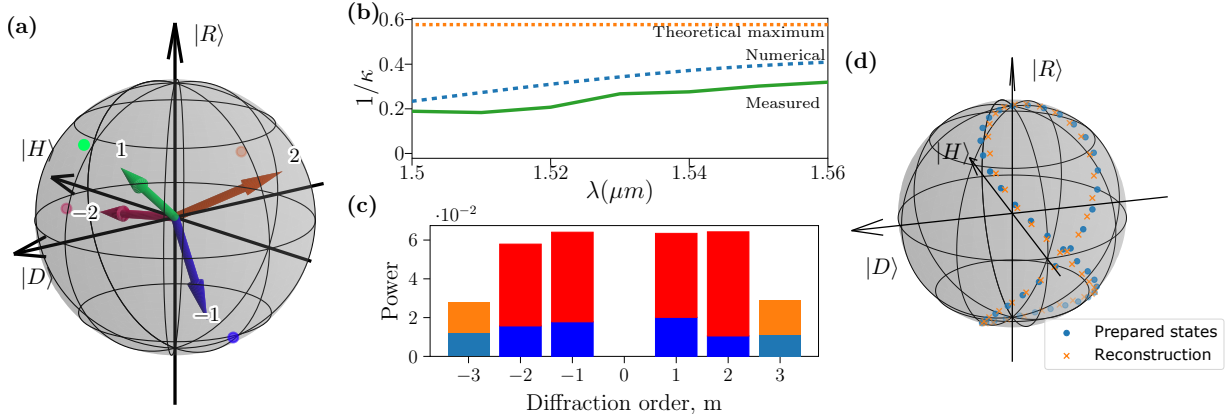 (a)
|R⟩
|H⟩
|D⟩
1
2
−2
−1
(b)
1/κ
0.6
0.4
0.2
0
Theoretical maximum
Numerical
Measured
1.5
1.52
1.54
1.56
λ(μm)
(c)
·10⁻²
Power
6
4
2
0
−3
−2
−1
0
1
2
3
Diffraction order, m
(d)
|R⟩
|H⟩
|D⟩
Prepared states
Reconstruction